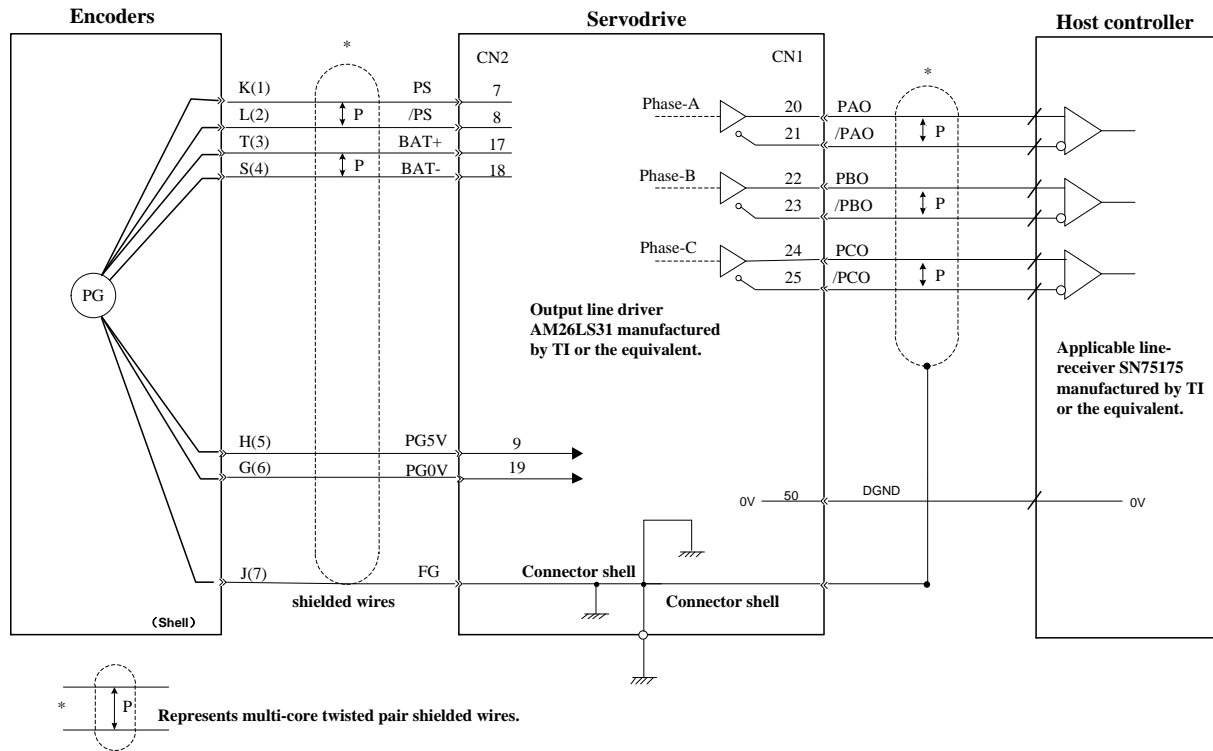 Encoders
Servodrive
Host controller
*
CN2
CN1
*
K(1) PS 7
L(2) P /PS 8
T(3) BAT+ 17
S(4) P BAT- 18
Phase-A 20 PAO
21 /PAO P
Phase-B 22 PBO
23 /PBO P
Phase-C 24 PCO
25 /PCO P
PG
Output line driver
AM26LS31 manufactured
by TI or the equivalent.
Applicable line-
receiver SN75175
manufactured by TI
or the equivalent.
H(5) PG5V 9
G(6) PG0V 19
0V 50 DGND 0V
J(7) FG Connector shell
shielded wires Connector shell
(Shell)
* P Represents multi-core twisted pair shielded wires.